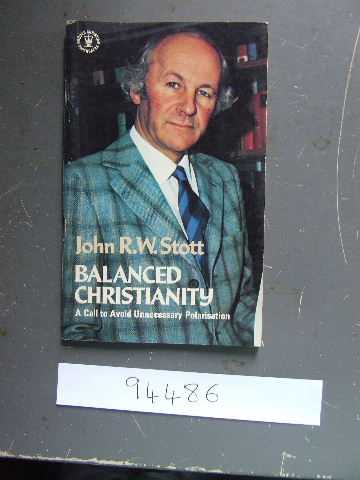 John R.W. Stott
BALANCED
CHRISTIANITY
A Call to Avoid Unnecessary Polarisation
94486